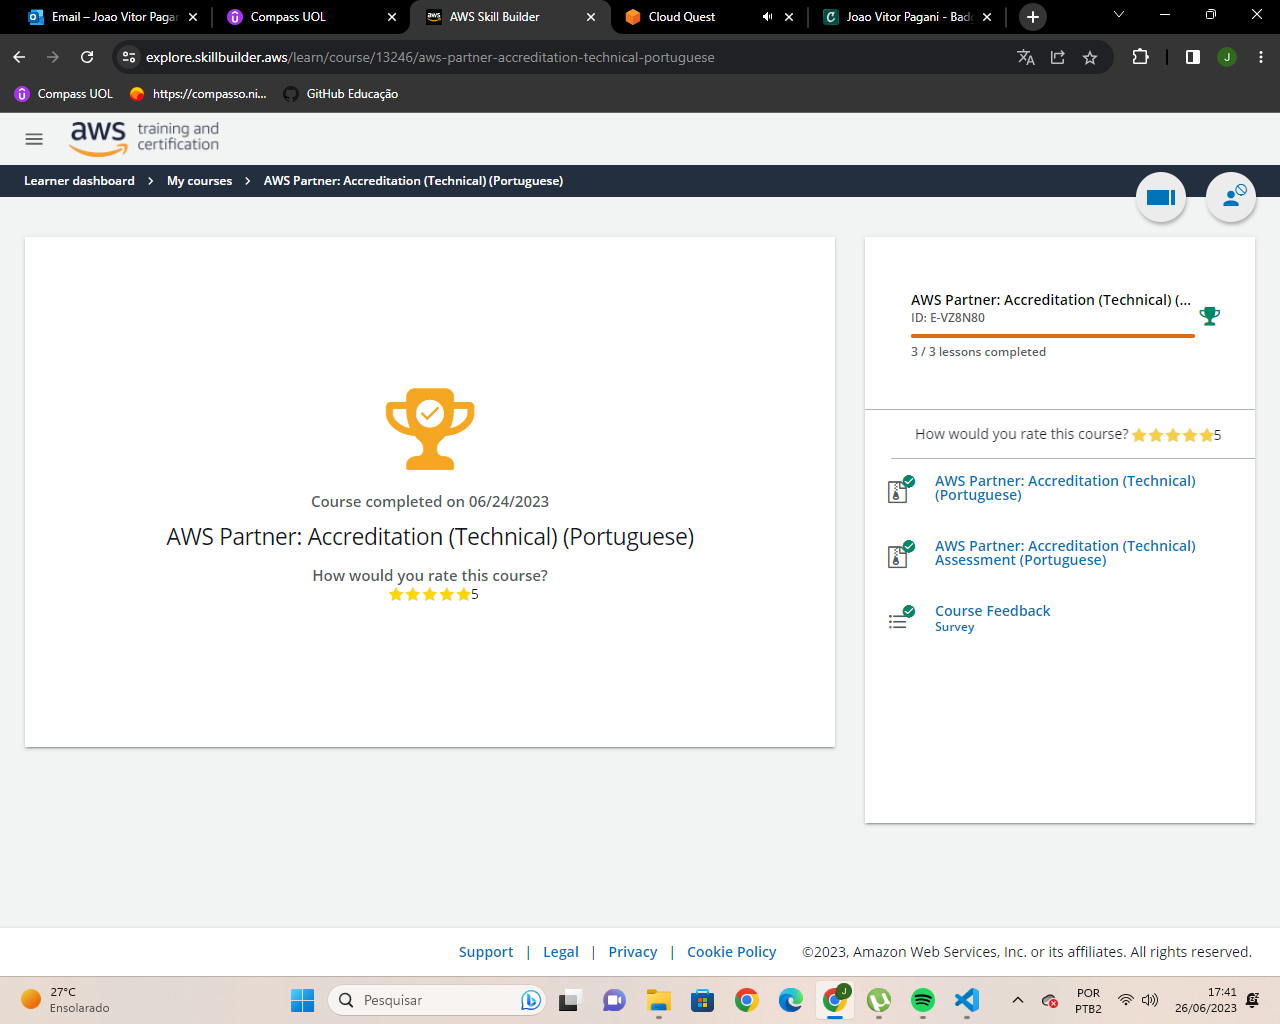 Email – Joao Vitor Pagan
Compass UOL
AWS Skill Builder
Cloud Quest
Joao Vitor Pagani - Badg
explore.skillbuilder.aws/learn/course/13246/aws-partner-accreditation-technical-portuguese
J
Compass UOL
https://compasso.ni...
GitHub Educação
aws training and certification
Learner dashboard > My courses > AWS Partner: Accreditation (Technical) (Portuguese)
Course completed on 06/24/2023
AWS Partner: Accreditation (Technical) (Portuguese)
How would you rate this course?
5
AWS Partner: Accreditation (Technical) (...
ID: E-VZ8N80
3 / 3 lessons completed
How would you rate this course? 5
AWS Partner: Accreditation (Technical)
(Portuguese)
AWS Partner: Accreditation (Technical)
Assessment (Portuguese)
Course Feedback
Survey
Support | Legal | Privacy | Cookie Policy ©2023, Amazon Web Services, Inc. or its affiliates. All rights reserved.
27°C
Ensolarado
Pesquisar
J
POR
PTB2
17:41
26/06/2023